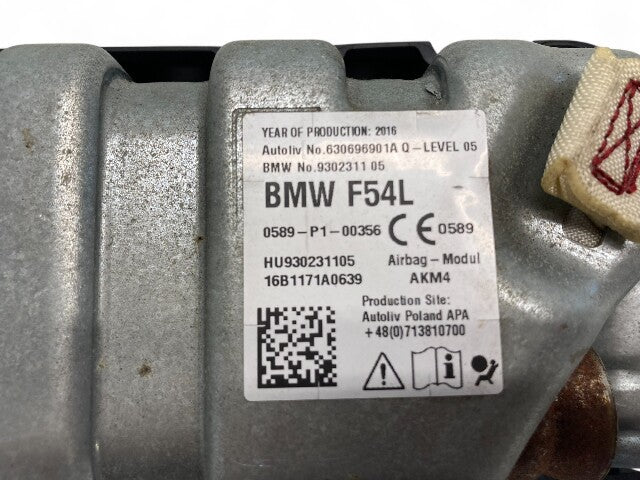 YEAR OF PRODUCTION: 2016
Autoliv No.630696901A Q-LEVEL 05
BMW No.9302311 05
BMW F54L
0589-P1-00356 CE 0589
HU930231105 Airbag-Modul
16B1171A0639 AKM4
Production Site:
Autoliv Poland APA
+48(0)713810700